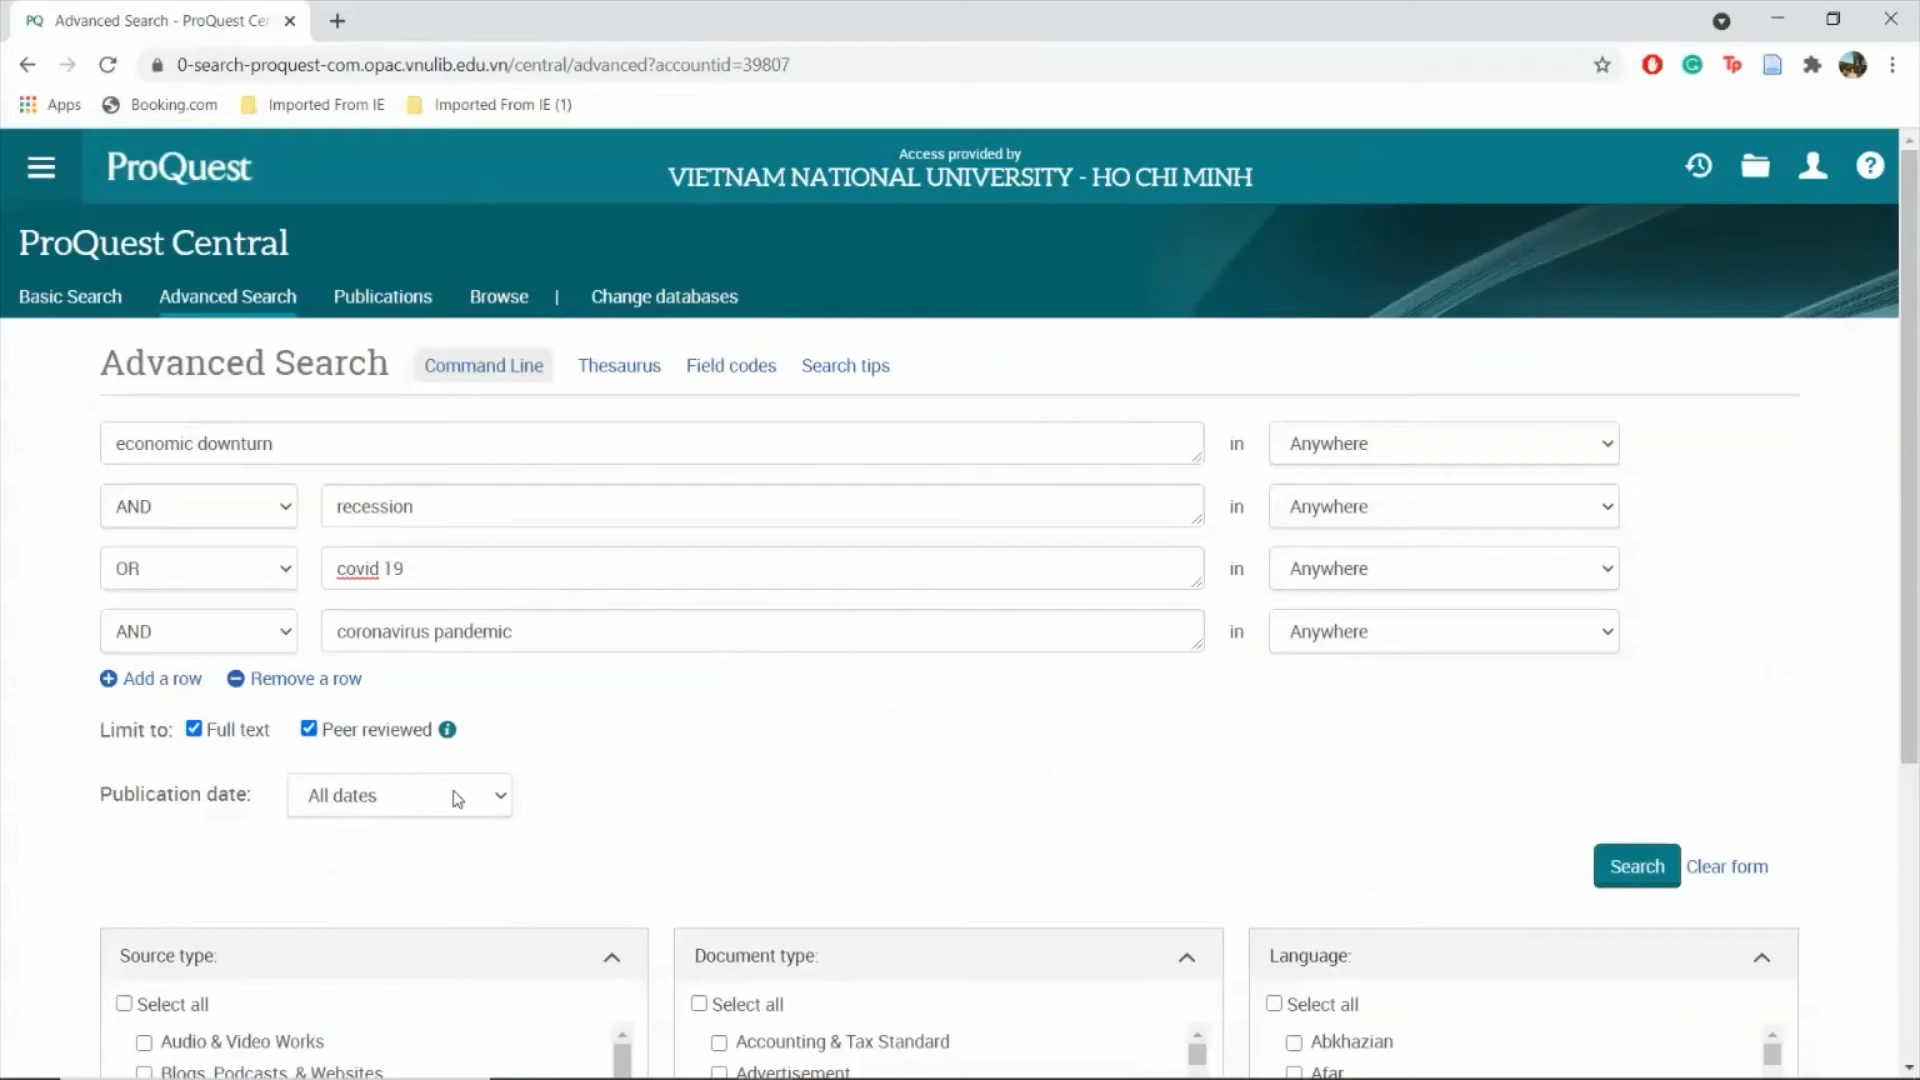 PQ Advanced Search - ProQuest Cen
0-search-proquest-com.opac.vnulib.edu.vn/central/advanced?accountid=39807
Apps Booking.com Imported From IE Imported From IE (1)
ProQuest
Access provided by
VIETNAM NATIONAL UNIVERSITY - HO CHI MINH
ProQuest Central
Basic Search Advanced Search Publications Browse | Change databases
Advanced Search Command Line Thesaurus Field codes Search tips
economic downturn in Anywhere
AND recession in Anywhere
OR covid 19 in Anywhere
AND coronavirus pandemic in Anywhere
Add a row Remove a row
Limit to: Full text Peer reviewed
Publication date: All dates
Search Clear form
Source type: Document type: Language:
Select all Select all Select all
Audio & Video Works Accounting & Tax Standard Abkhazian
Blogs, Podcasts, & Websites Advertisement Afar